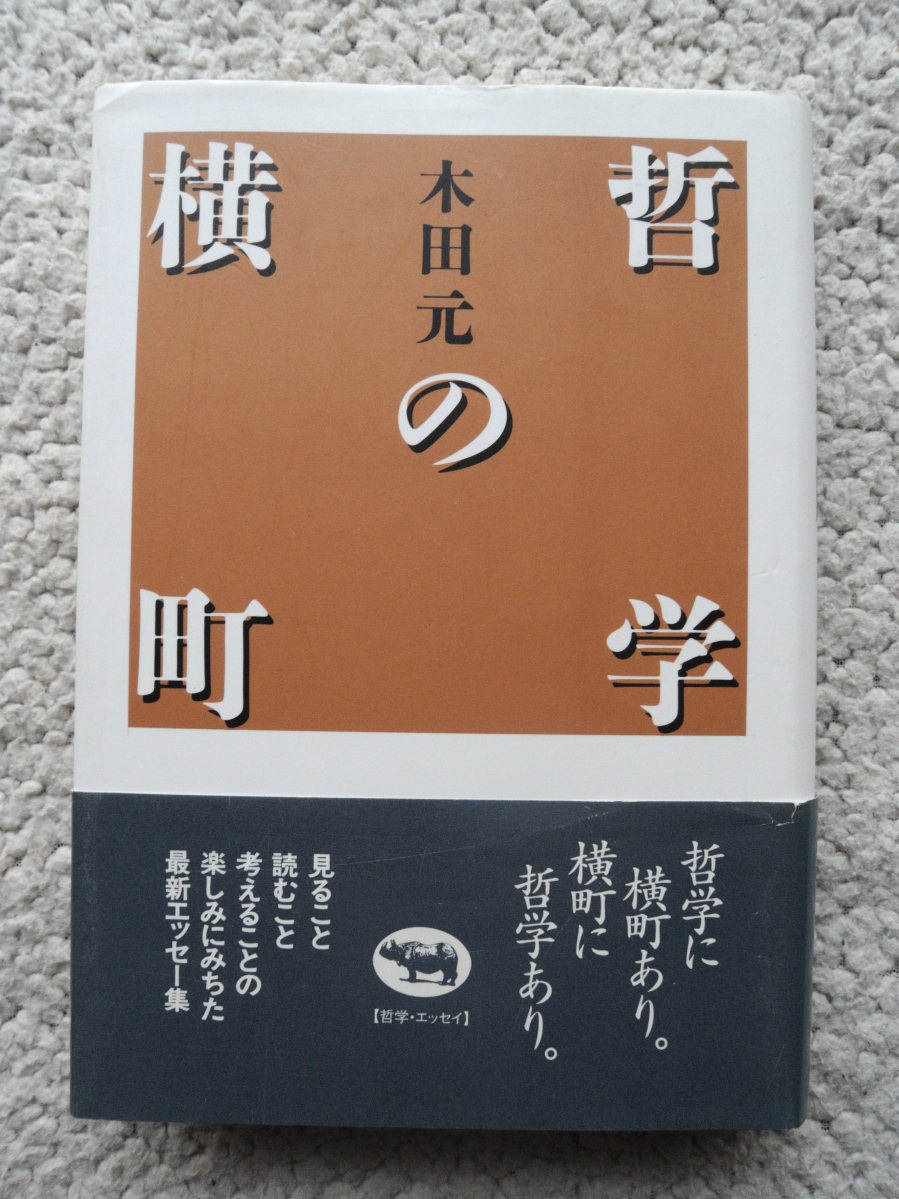 哲学
の
横町
木田元
哲学に
横町あり。
横町に
哲学あり。
【哲学・エッセイ】
見ること
読むこと
考えることの
楽しみにみちた
最新エッセー集